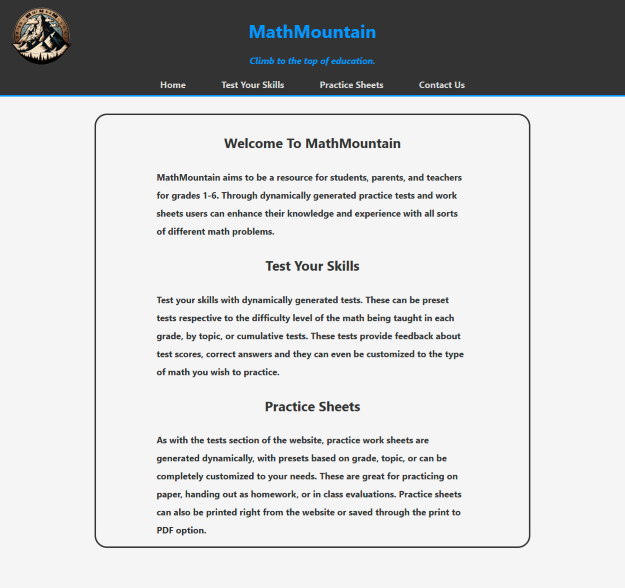 MathMountain
Climb to the top of education.
Home Test Your Skills Practice Sheets Contact Us
Welcome To MathMountain
MathMountain aims to be a resource for students, parents, and teachers
for grades 1-6. Through dynamically generated practice tests and work
sheets users can enhance their knowledge and experience with all sorts
of different math problems.
Test Your Skills
Test your skills with dynamically generated tests. These can be preset
tests respective to the difficulty level of the math being taught in each
grade, by topic, or cumulative tests. These tests provide feedback about
test scores, correct answers and they can even be customized to the type
of math you wish to practice.
Practice Sheets
As with the tests section of the website, practice work sheets are
generated dynamically, with presets based on grade, topic, or can be
completely customized to your needs. These are great for practicing on
paper, handing out as homework, or in class evaluations. Practice sheets
can also be printed right from the website or saved through the print to
PDF option.